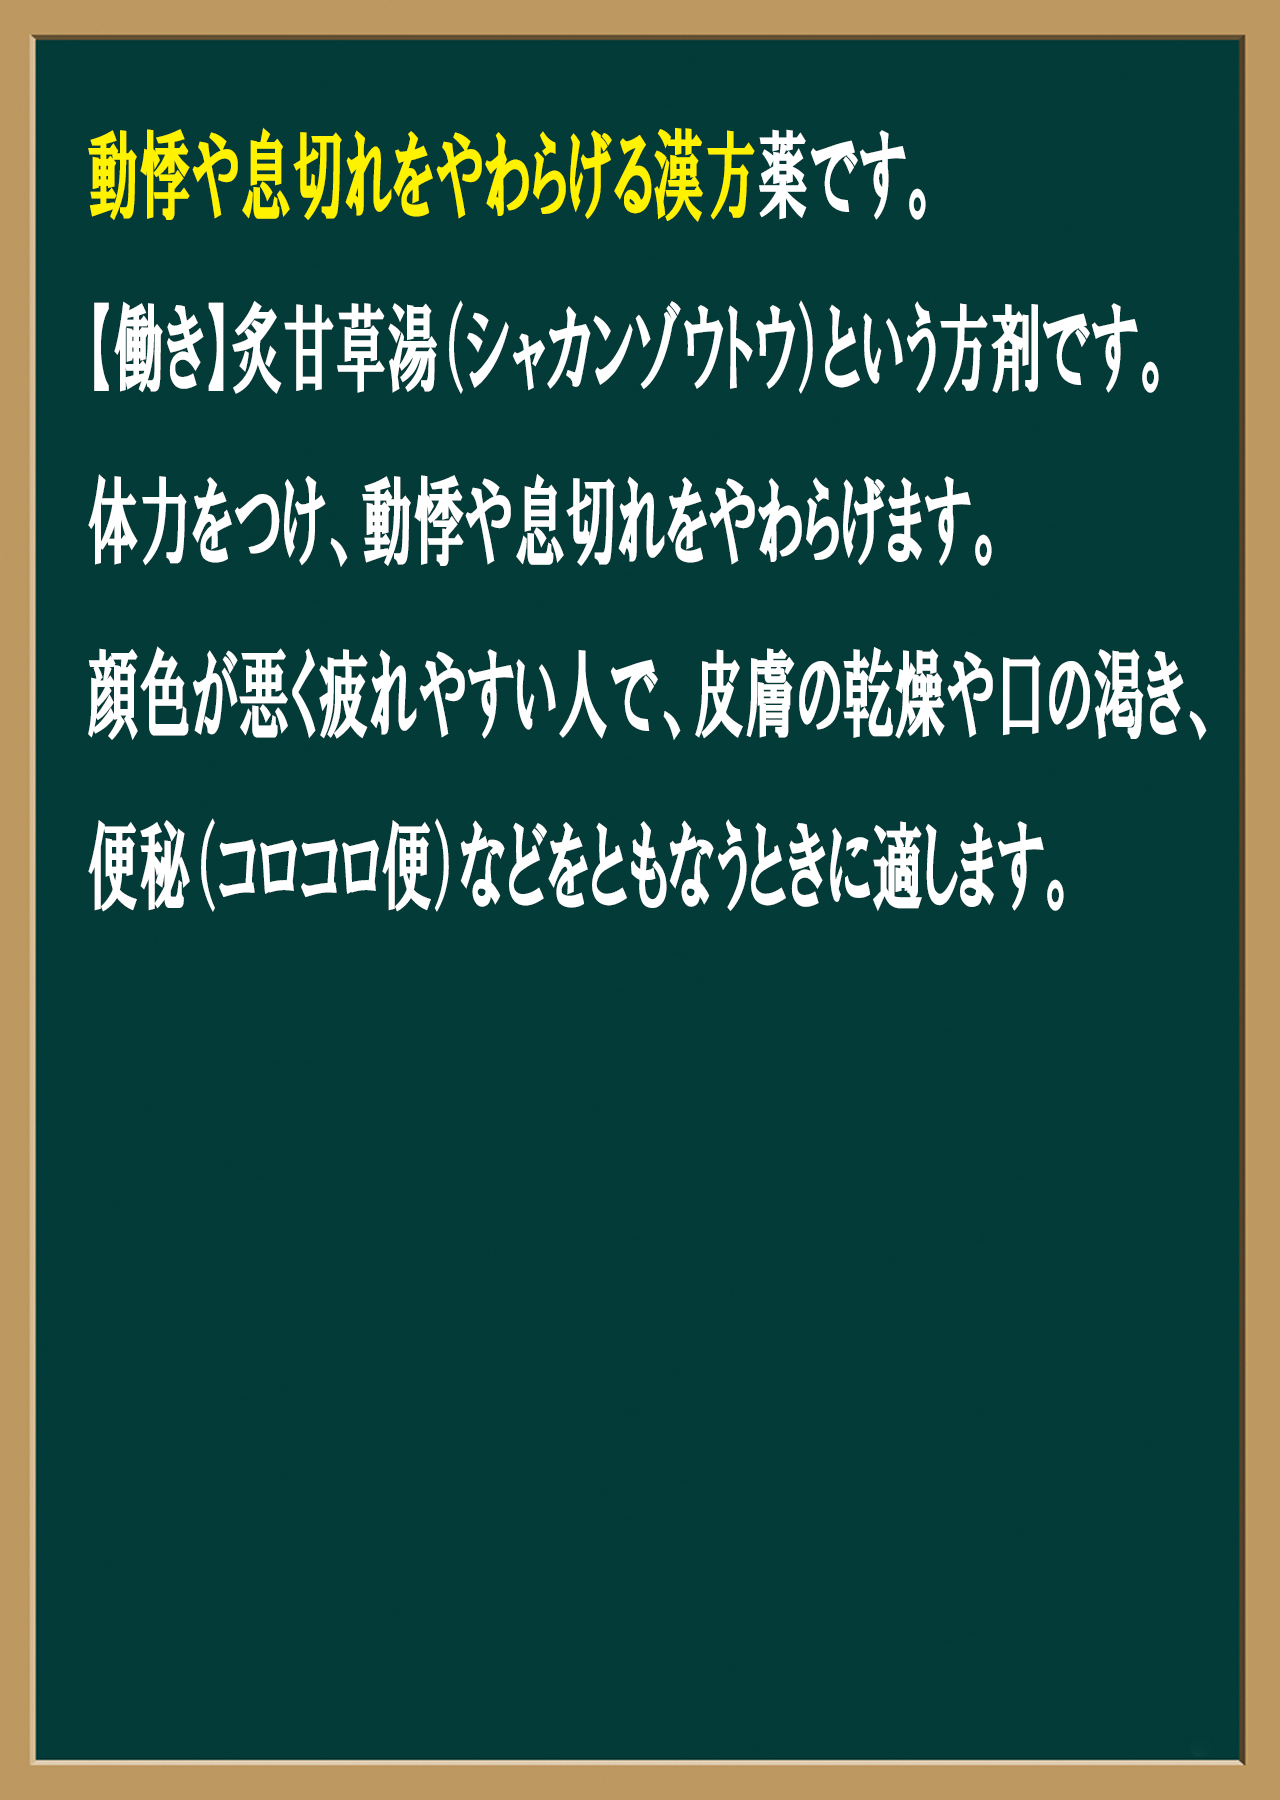 動悸や息切れをやわらげる漢方薬です。
【働き】炙甘草湯(シャカンゾウトウ)という方剤です。
体力をつけ、動悸や息切れをやわらげます。
顔色が悪く疲れやすい人で、皮膚の乾燥や口の渇き、
便秘(コロコロ便)などをともなうときに適します。